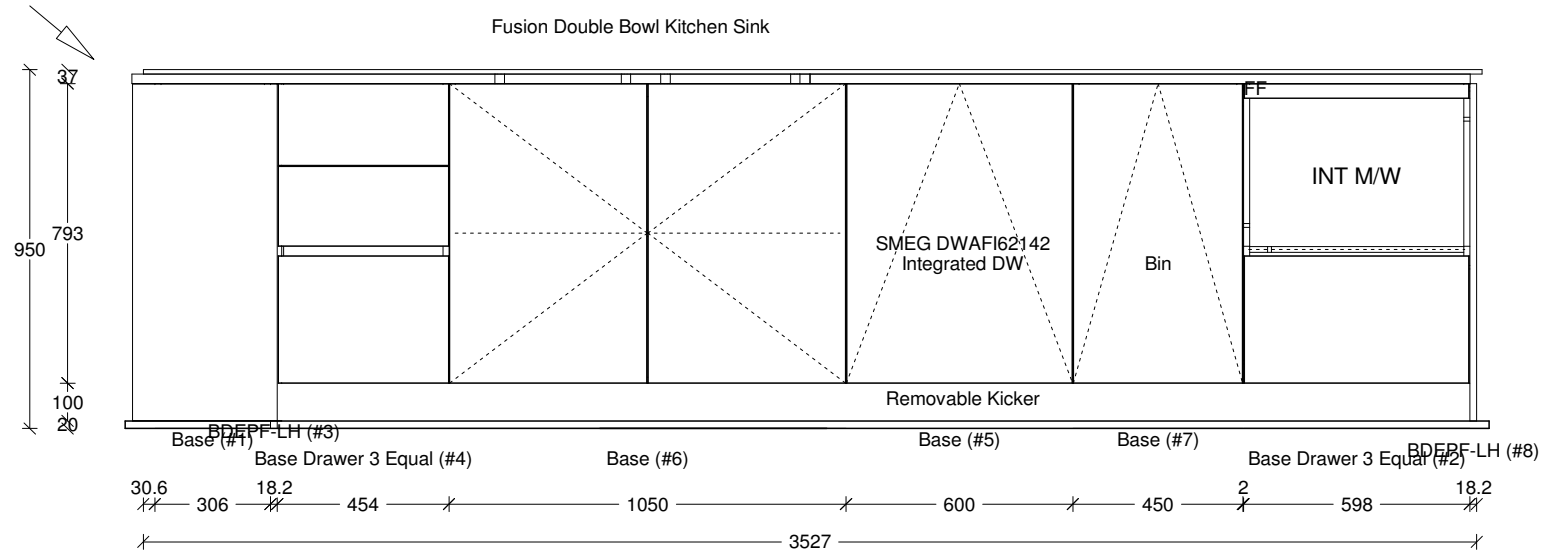 Fusion Double Bowl Kitchen Sink
37
FF
INT M/W
793
950
SMEG DWAFI62142
Integrated DW
Bin
100
Removable Kicker
20
Base (#1)
BDEPF-LH (#3)
Base (#5)
Base (#7)
BDEPF-LH (#8)
Base Drawer 3 Equal (#4)
Base (#6)
Base Drawer 3 Equal (#2)
30.6
306
18.2
454
1050
600
450
2
598
18.2
3527